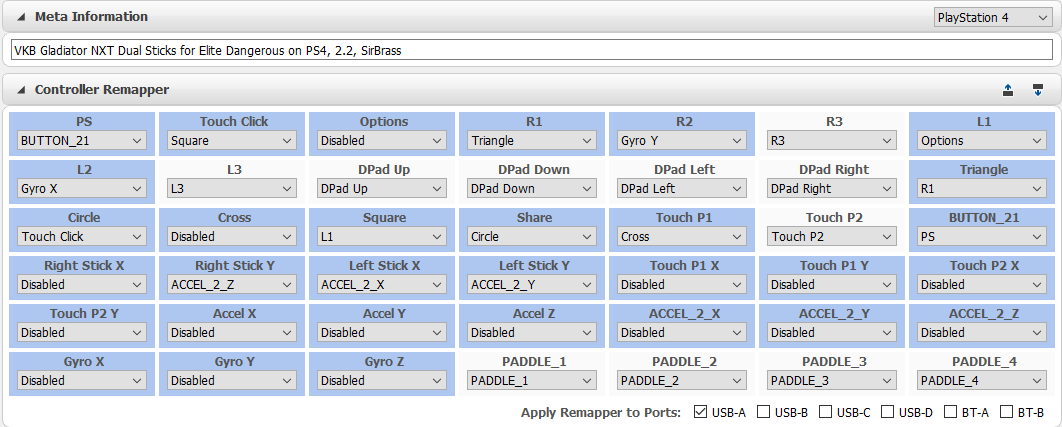 Meta Information PlayStation 4
VKB Gladiator NXT Dual Sticks for Elite Dangerous on PS4, 2.2, SirBrass
Controller Remapper
PS Touch Click Options R1 R2 R3 L1
BUTTON_21 Square Disabled Triangle Gyro Y R3 Options
L2 L3 DPad Up DPad Down DPad Left DPad Right Triangle
Gyro X L3 DPad Up DPad Down DPad Left DPad Right R1
Circle Cross Square Share Touch P1 Touch P2 BUTTON_21
Touch Click Disabled L1 Circle Cross Touch P2 PS
Right Stick X Right Stick Y Left Stick X Left Stick Y Touch P1 X Touch P1 Y Touch P2 X
Disabled ACCEL_2_Z ACCEL_2_X ACCEL_2_Y Disabled Disabled Disabled
Touch P2 Y Accel X Accel Y Accel Z ACCEL_2_X ACCEL_2_Y ACCEL_2_Z
Disabled Disabled Disabled Disabled Disabled Disabled Disabled
Gyro X Gyro Y Gyro Z PADDLE_1 PADDLE_2 PADDLE_3 PADDLE_4
Disabled Disabled Disabled PADDLE_1 PADDLE_2 PADDLE_3 PADDLE_4
Apply Remapper to Ports: USB-A USB-B USB-C USB-D BT-A BT-B